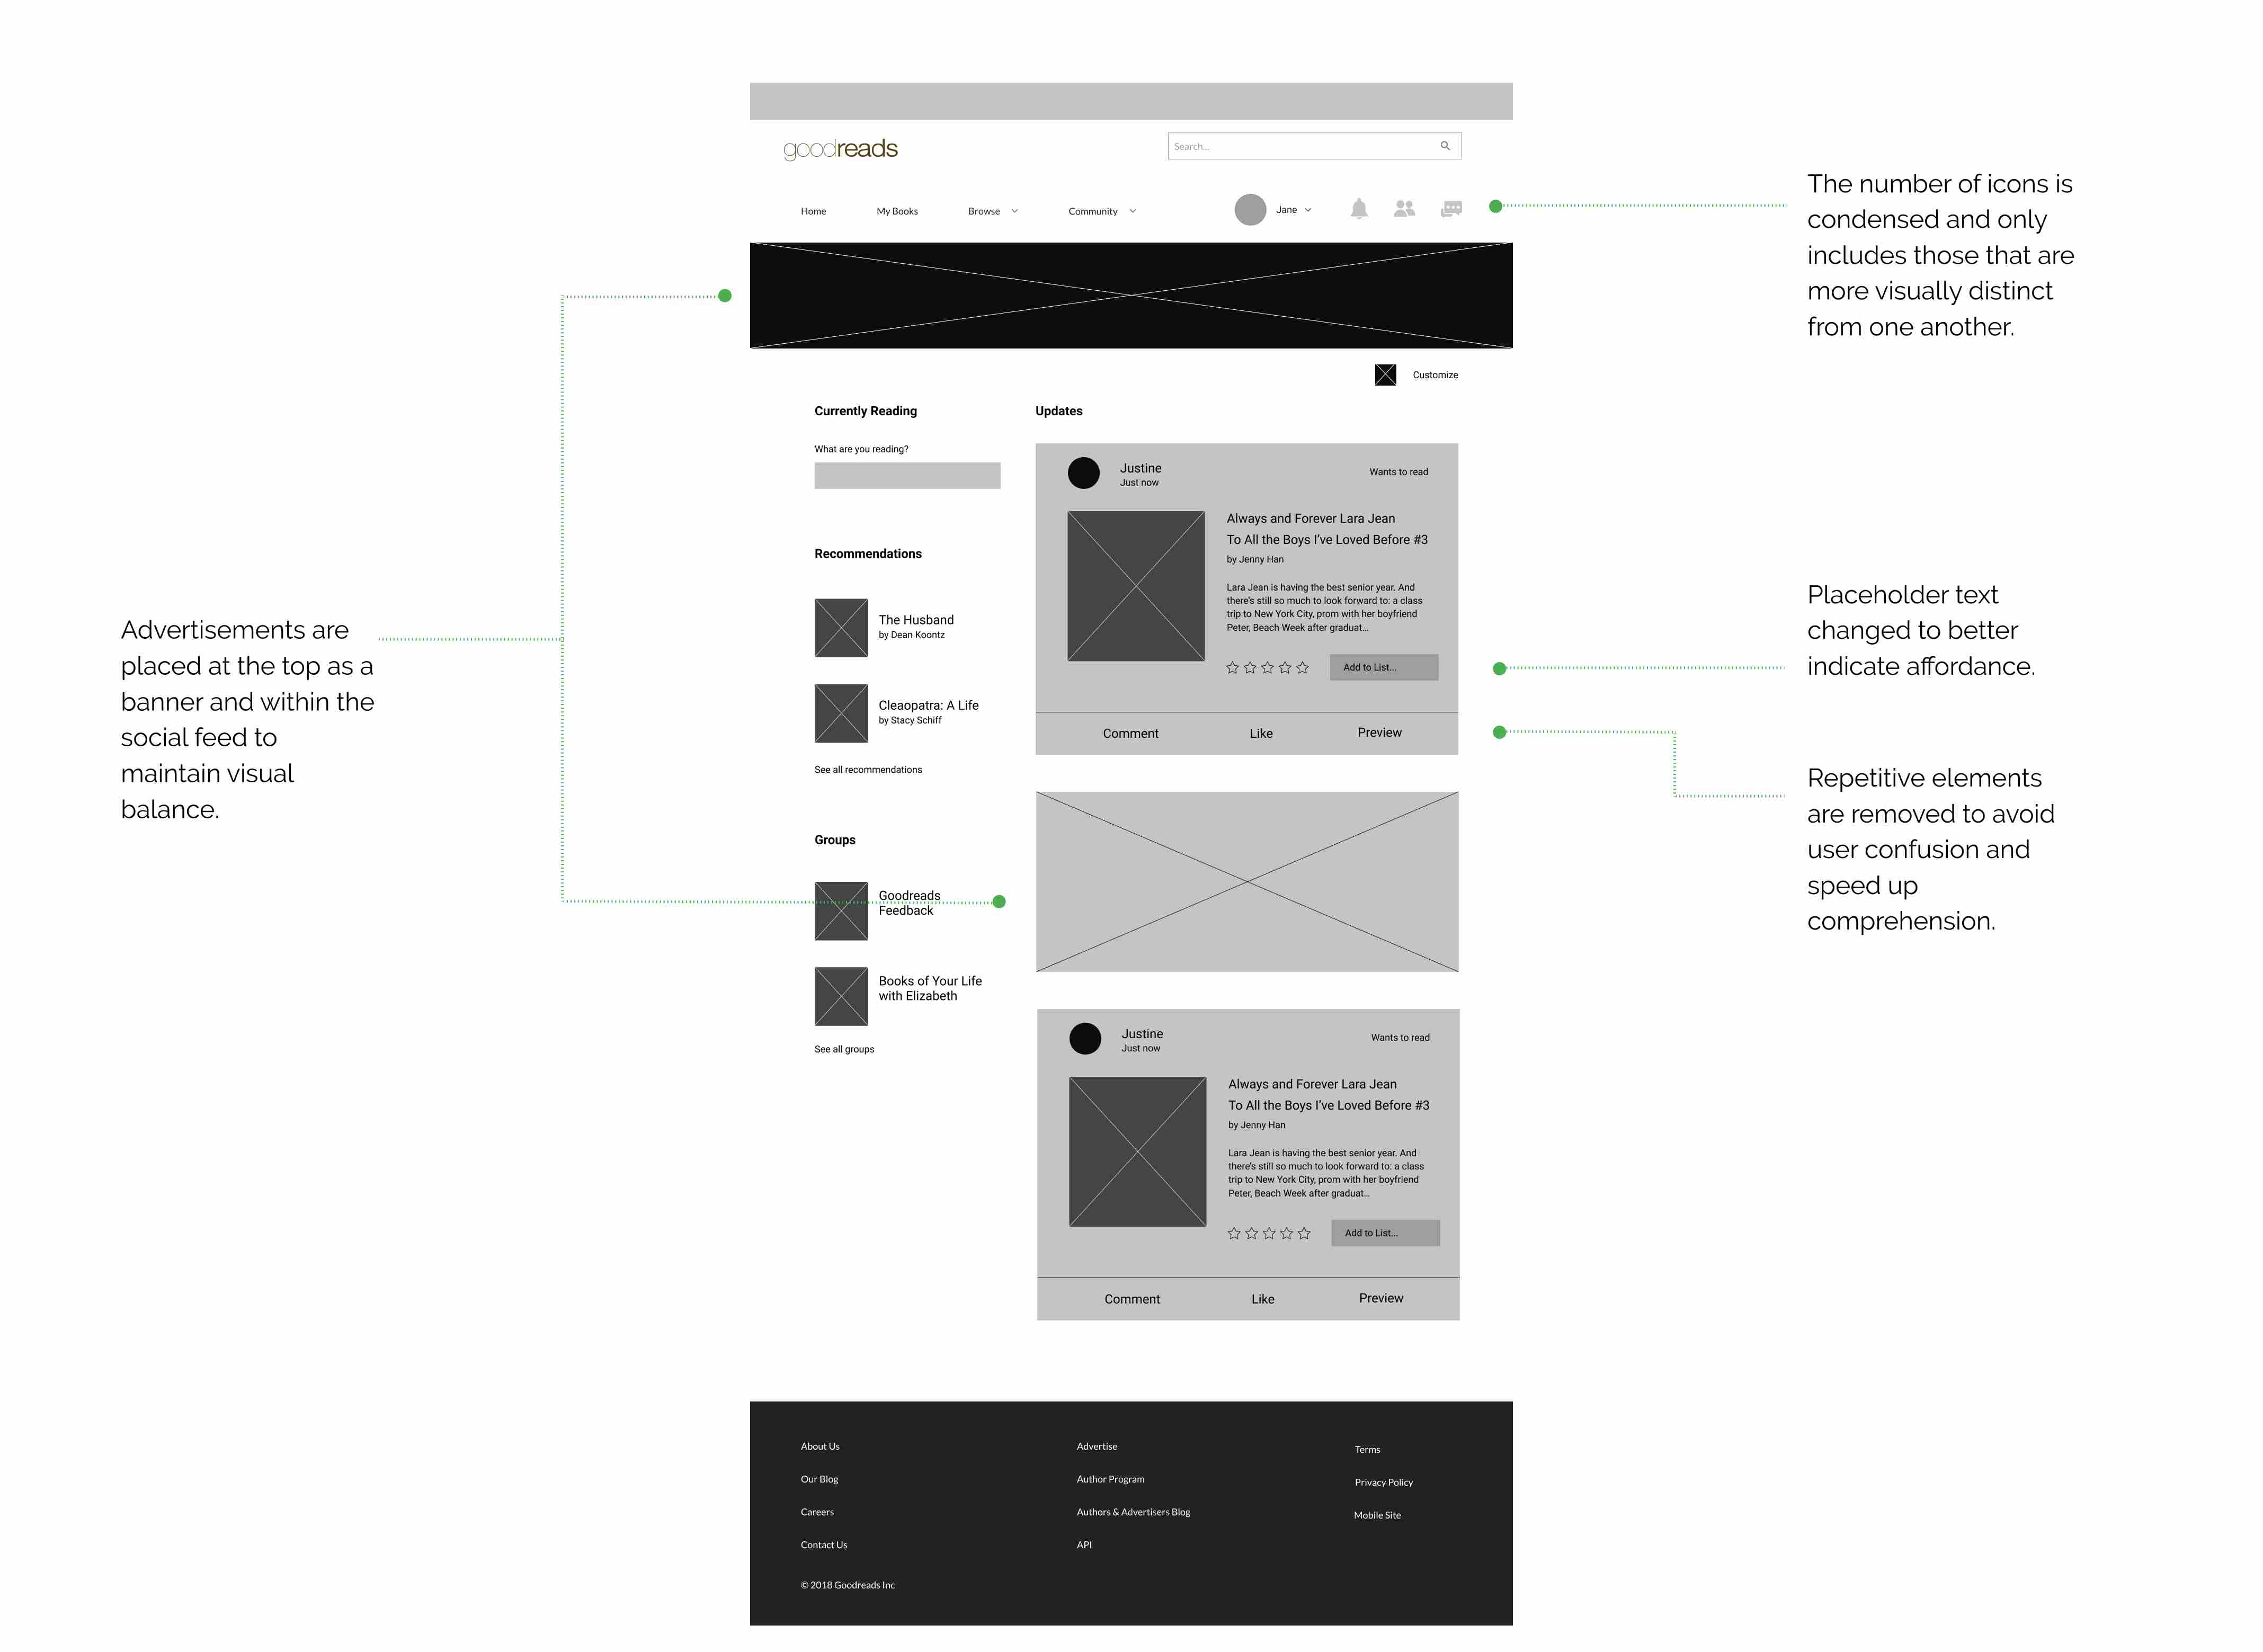 goodreads
Search...
Home
My Books
Browse
Community
Jane
The number of icons is
condensed and only
includes those that are
more visually distinct
from one another.
Customize
Currently Reading
What are you reading?
Recommendations
The Husband
by Dean Koontz
Cleaopatra: A Life
by Stacy Schiff
See all recommendations
Groups
Goodreads
Feedback
Books of Your Life
with Elizabeth
See all groups
Updates
Justine
Just now
Wants to read
Always and Forever Lara Jean
To All the Boys I've Loved Before #3
by Jenny Han
Lara Jean is having the best senior year. And
there's still so much to look forward to: a class
trip to New York City, prom with her boyfriend
Peter, Beach Week after graduat...
Add to List...
Comment
Like
Preview
Justine
Just now
Wants to read
Always and Forever Lara Jean
To All the Boys I've Loved Before #3
by Jenny Han
Lara Jean is having the best senior year. And
there's still so much to look forward to: a class
trip to New York City, prom with her boyfriend
Peter, Beach Week after graduat...
Add to List...
Comment
Like
Preview
Advertisements are
placed at the top as a
banner and within the
social feed to
maintain visual
balance.
Placeholder text
changed to better
indicate affordance.
Repetitive elements
are removed to avoid
user confusion and
speed up
comprehension.
About Us
Our Blog
Careers
Contact Us
© 2018 Goodreads Inc
Advertise
Author Program
Authors & Advertisers Blog
API
Terms
Privacy Policy
Mobile Site